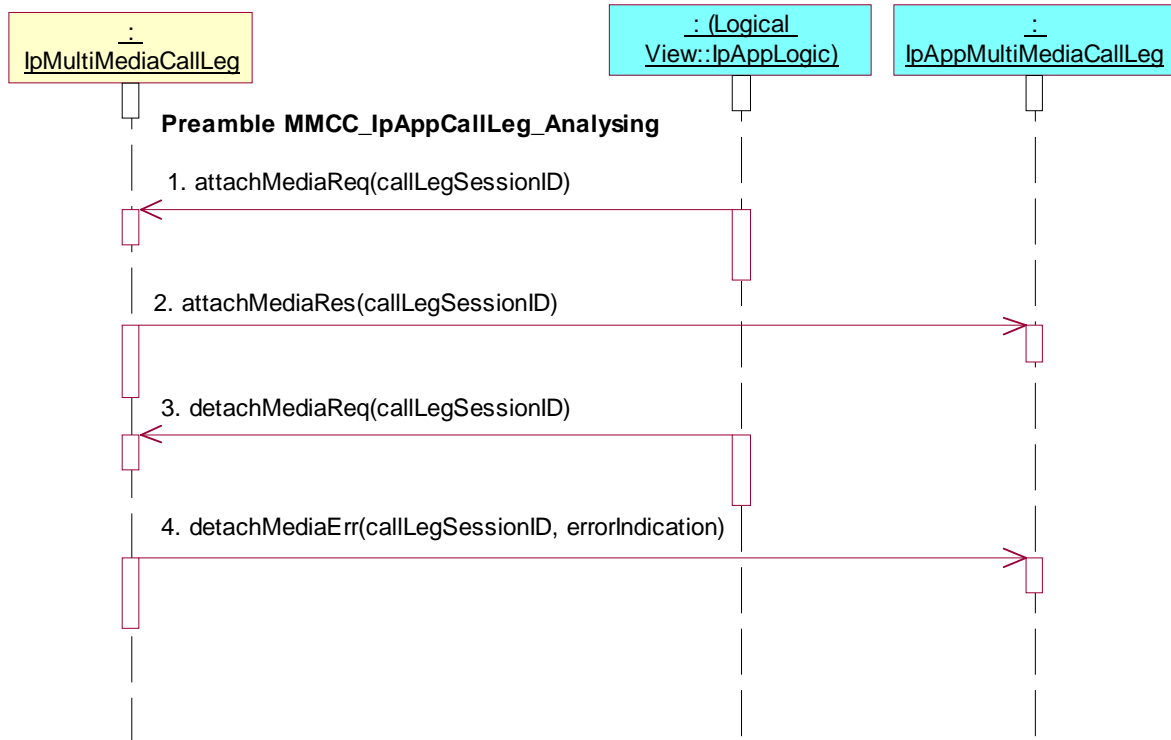 :
IpMultiMediaCallLeg
: (Logical
View::IpAppLogic)
:
IpAppMultiMediaCallLeg
Preamble MMCC_IpAppCallLeg_Analysing
1. attachMediaReq(callLegSessionID)
2. attachMediaRes(callLegSessionID)
3. detachMediaReq(callLegSessionID)
4. detachMediaErr(callLegSessionID, errorIndication)